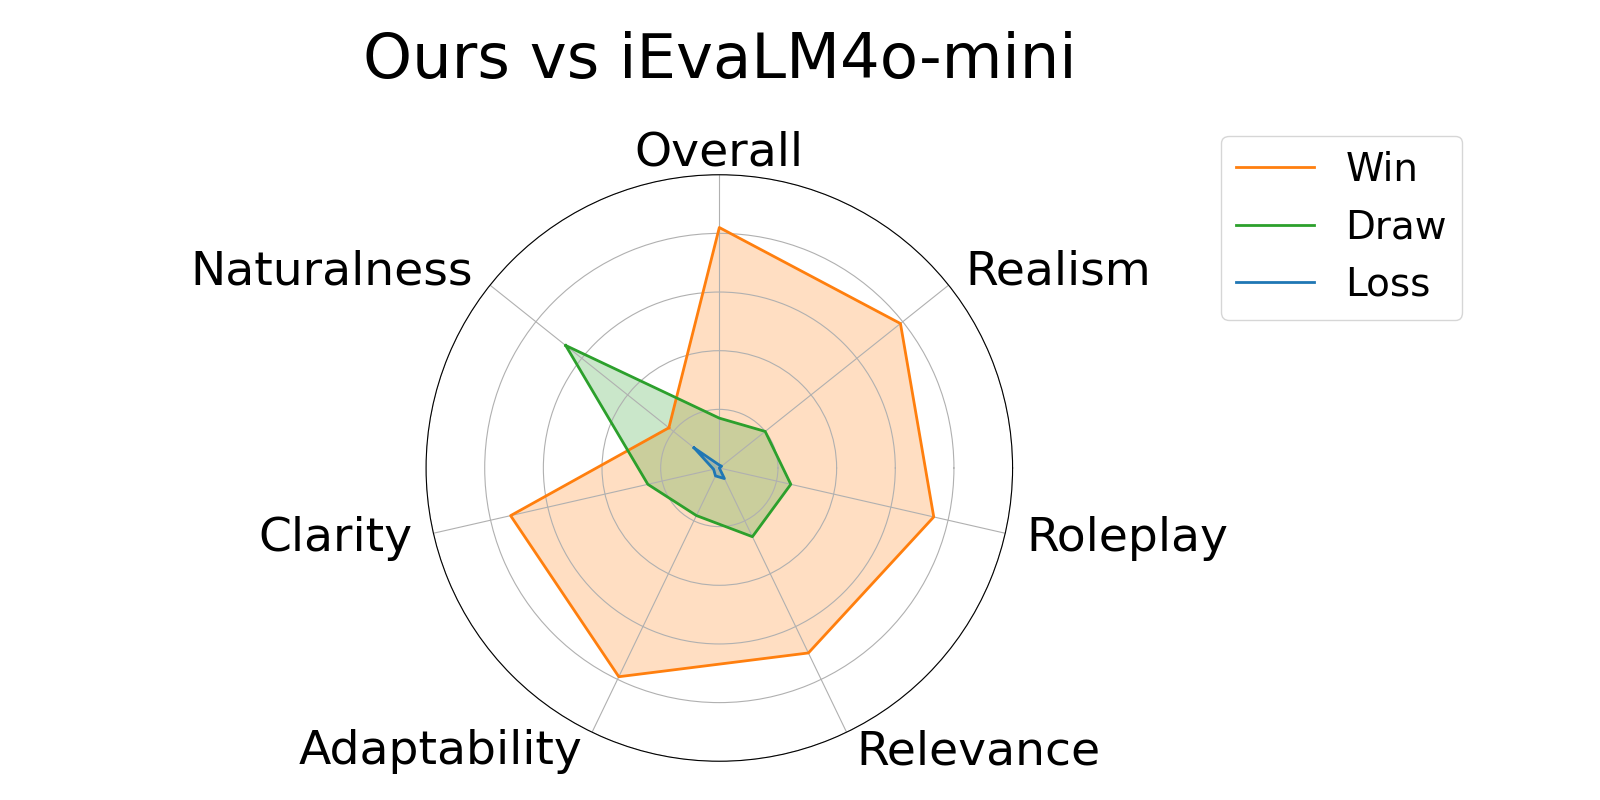 Ours vs iEvaLM4o-mini
Overall
Win
Draw
Loss
Naturalness
Realism
Clarity
Roleplay
Adaptability
Relevance